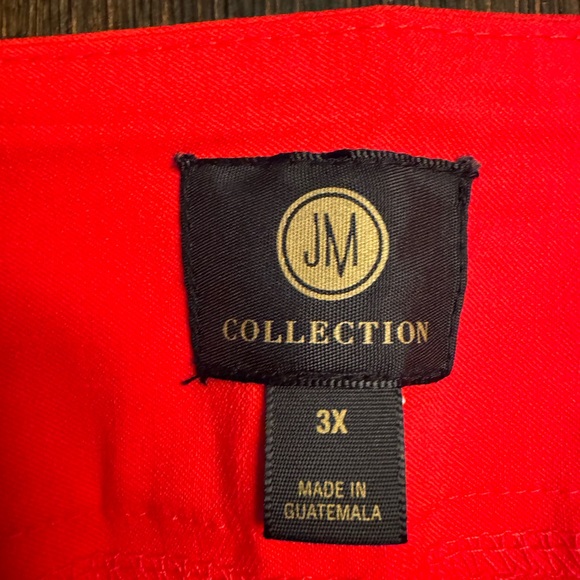 JM
COLLECTION
3X
MADE IN
GUATEMALA